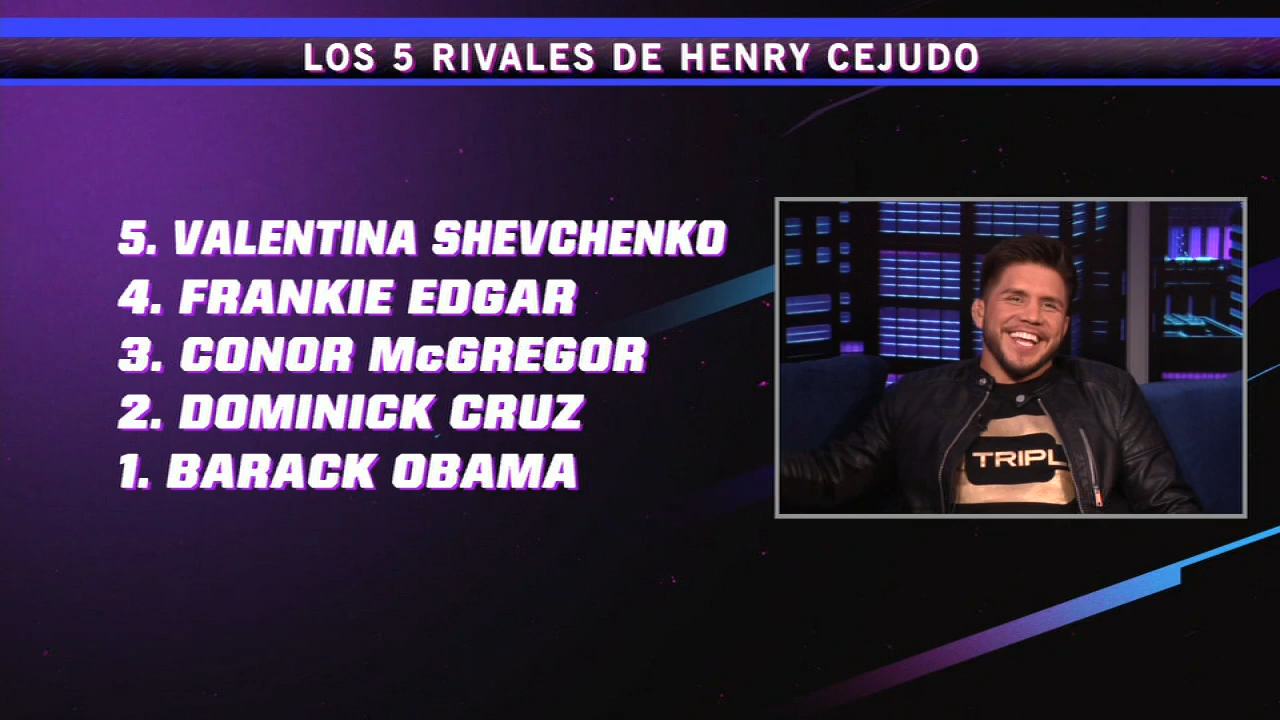 LOS 5 RIVALES DE HENRY CEJUDO
5. VALENTINA SHEVCHENKO
4. FRANKIE EDGAR
3. CONOR McGREGOR
2. DOMINICK CRUZ
1. BARACK OBAMA
TRIPL